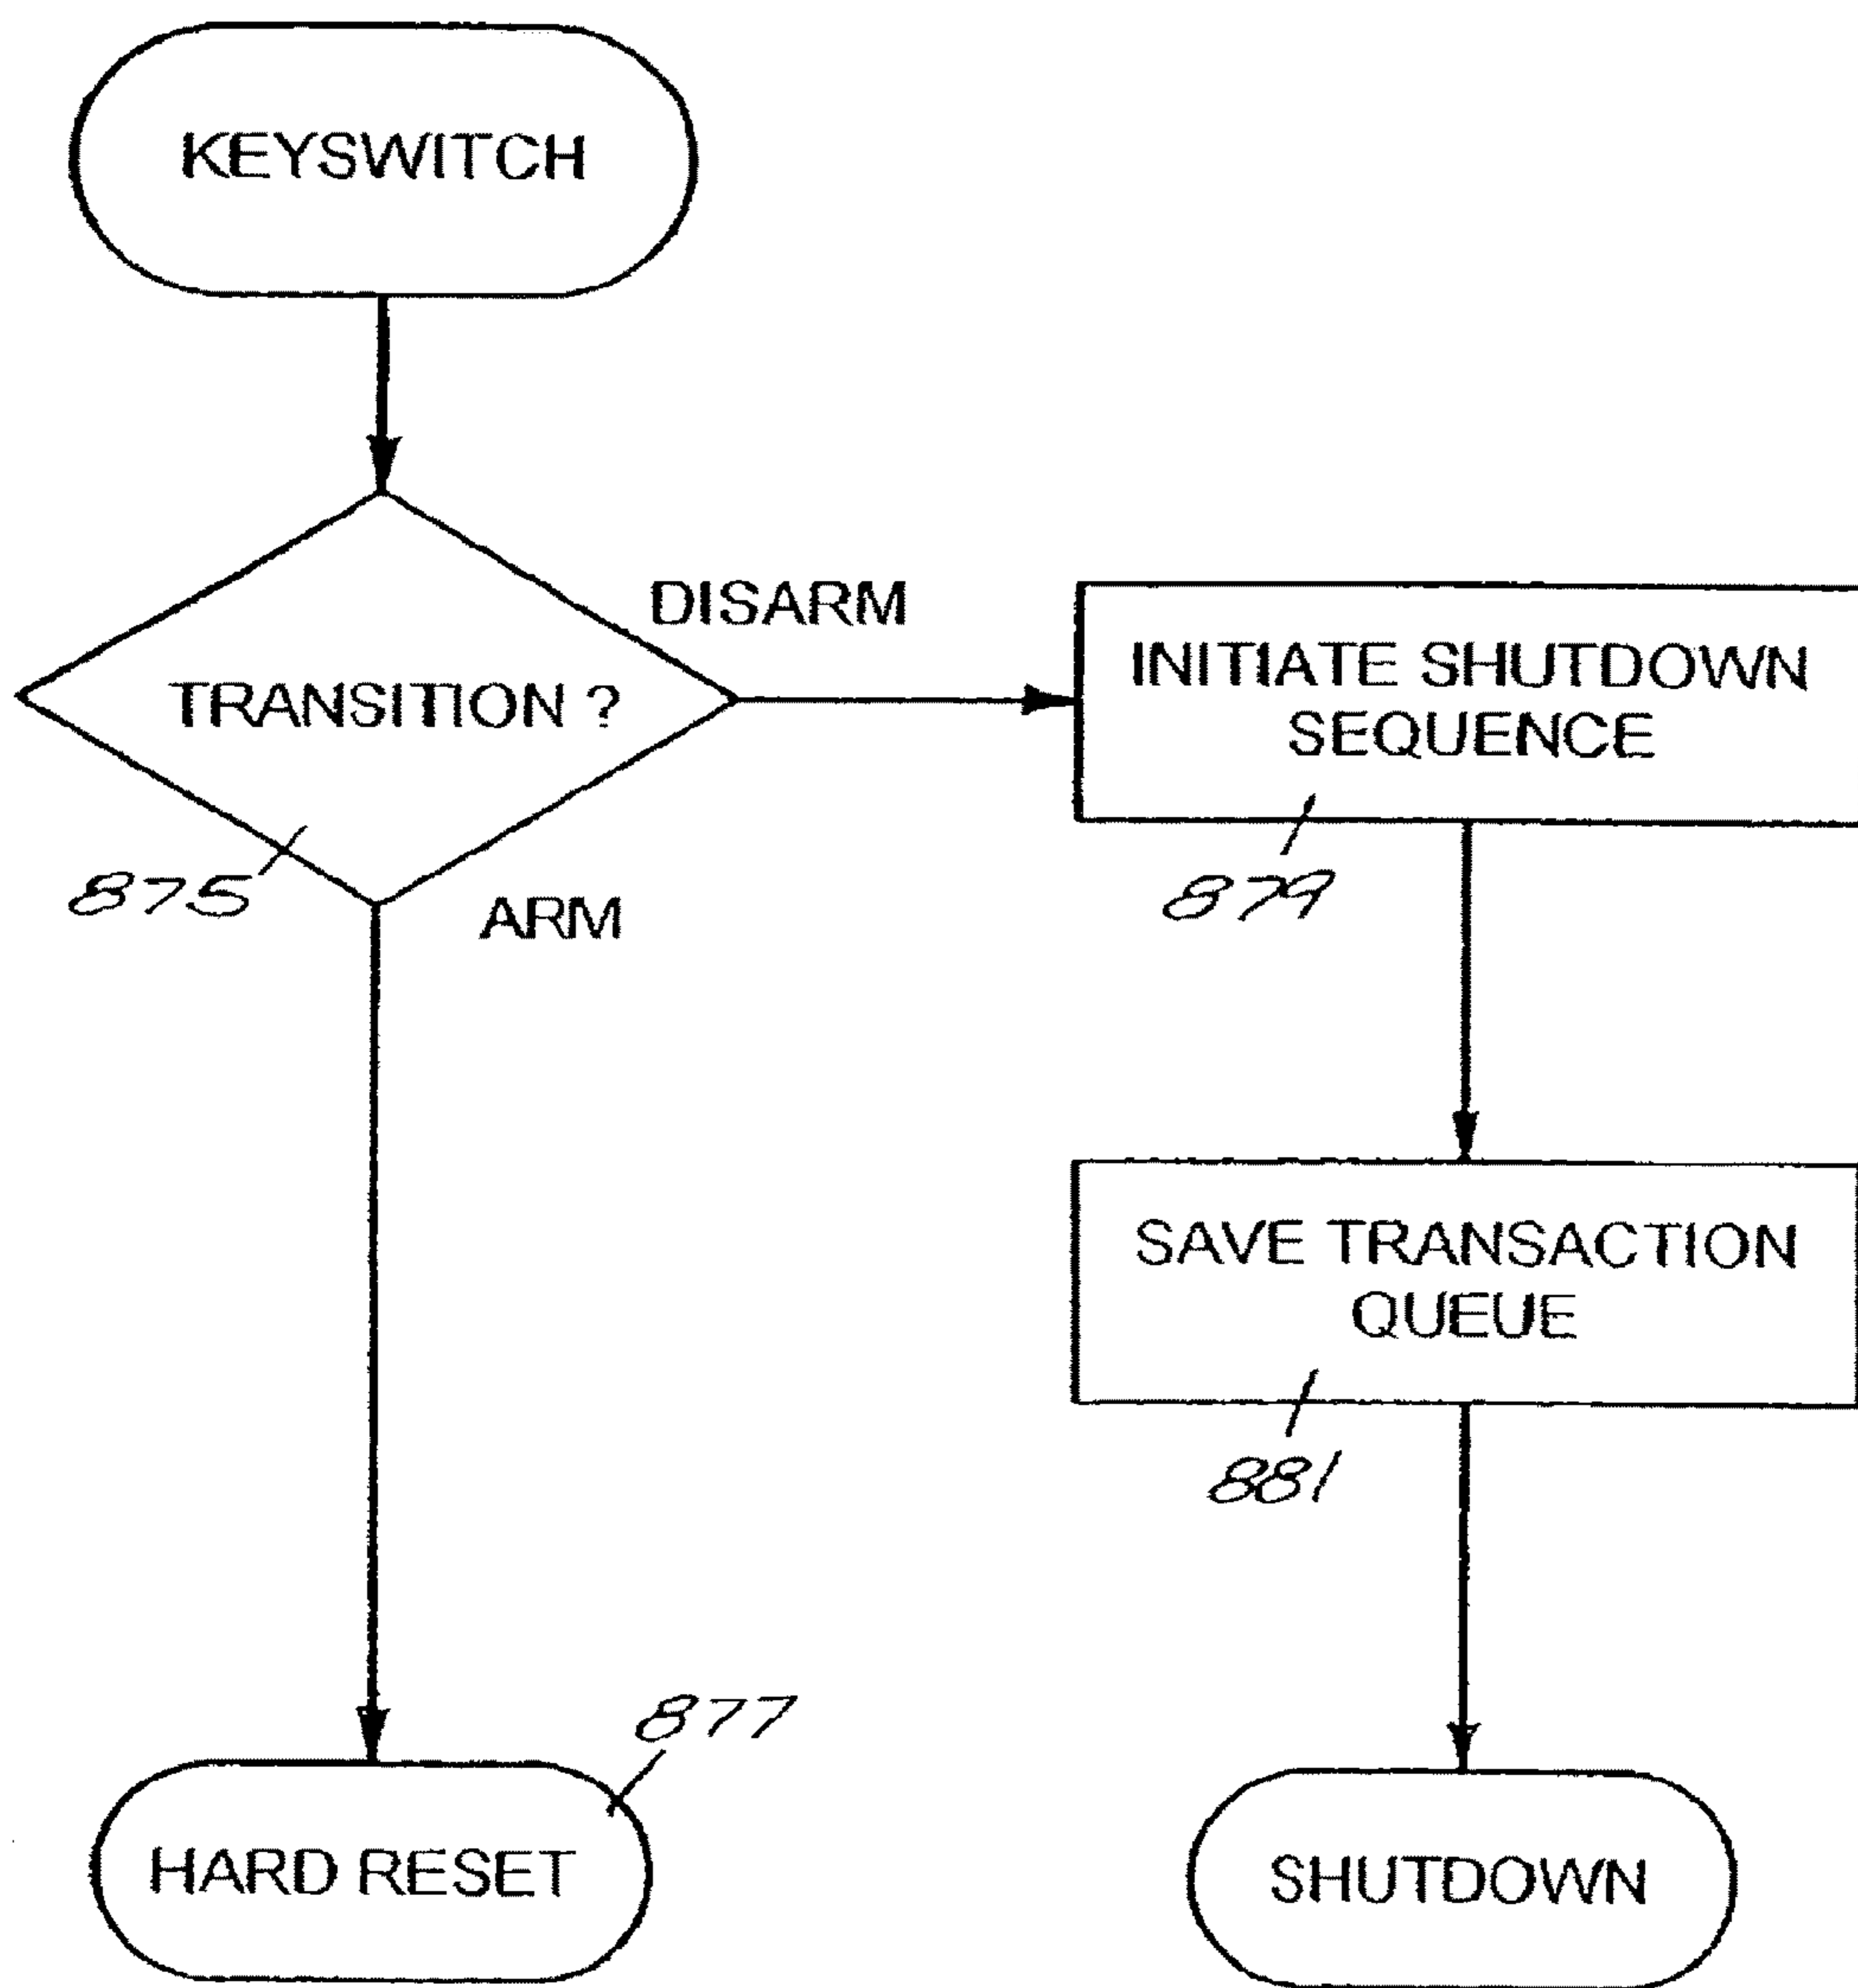 KEYSWITCH
TRANSITION ?
DISARM
875
ARM
INITIATE SHUTDOWN
SEQUENCE
879
SAVE TRANSACTION
QUEUE
881
877
HARD RESET
SHUTDOWN